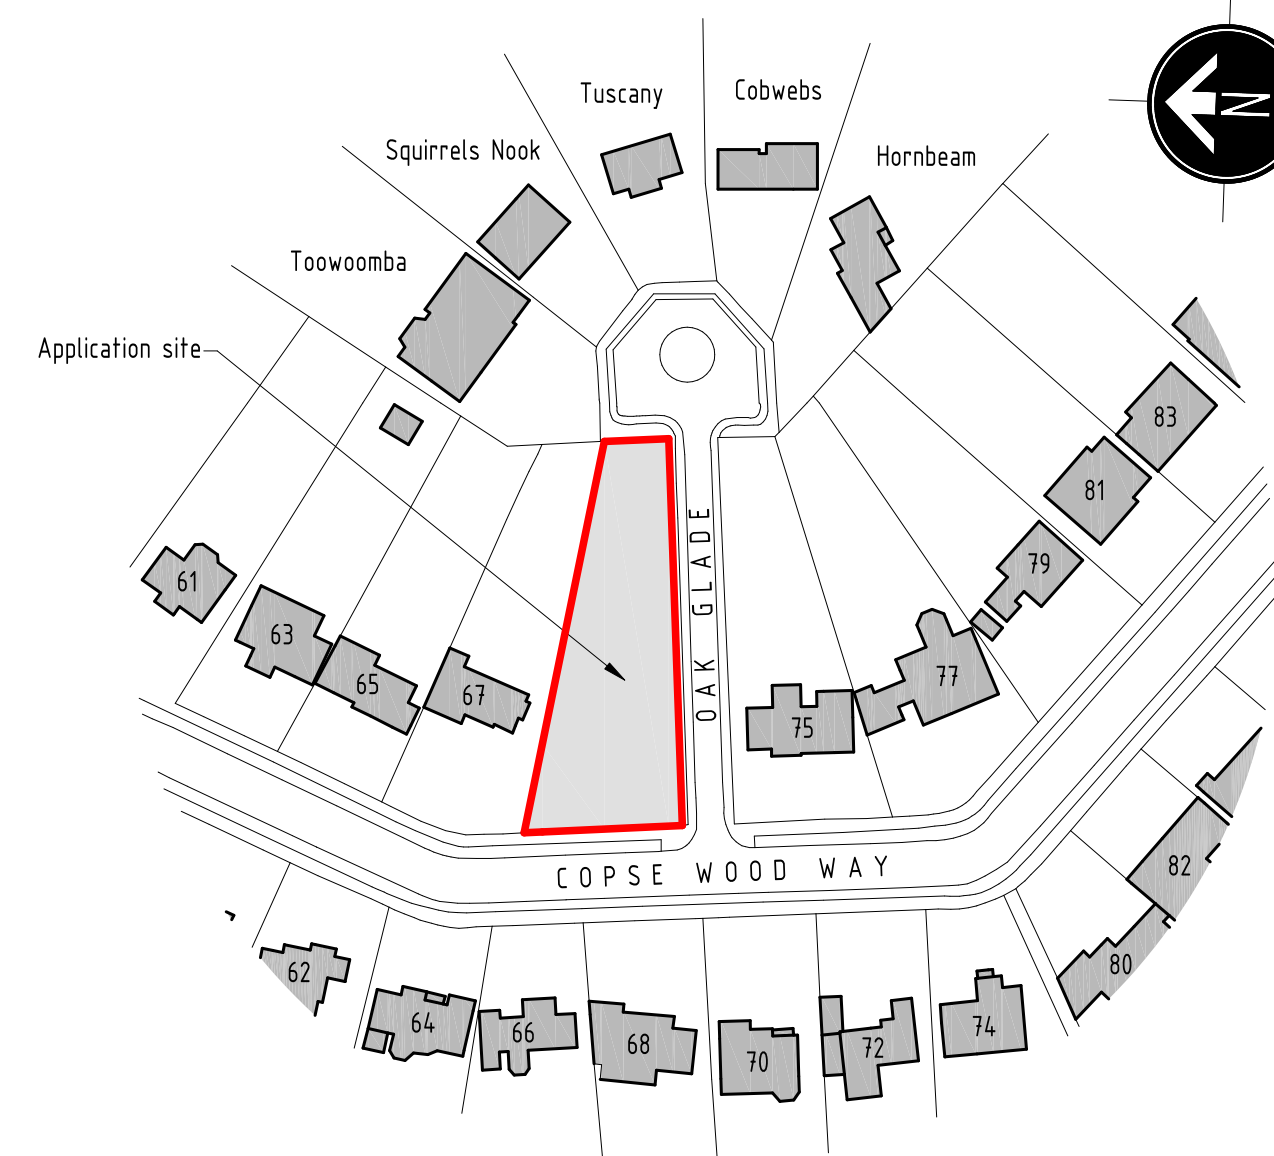 Tuscany
Cobwebs
Squirrels Nook
Hornbeam
N
Toowoomba
Application site
83
81
OAK GLADE
79
61
63
65
67
77
75
COPSE WOOD WAY
82
80
62
64
66
68
70
72
74